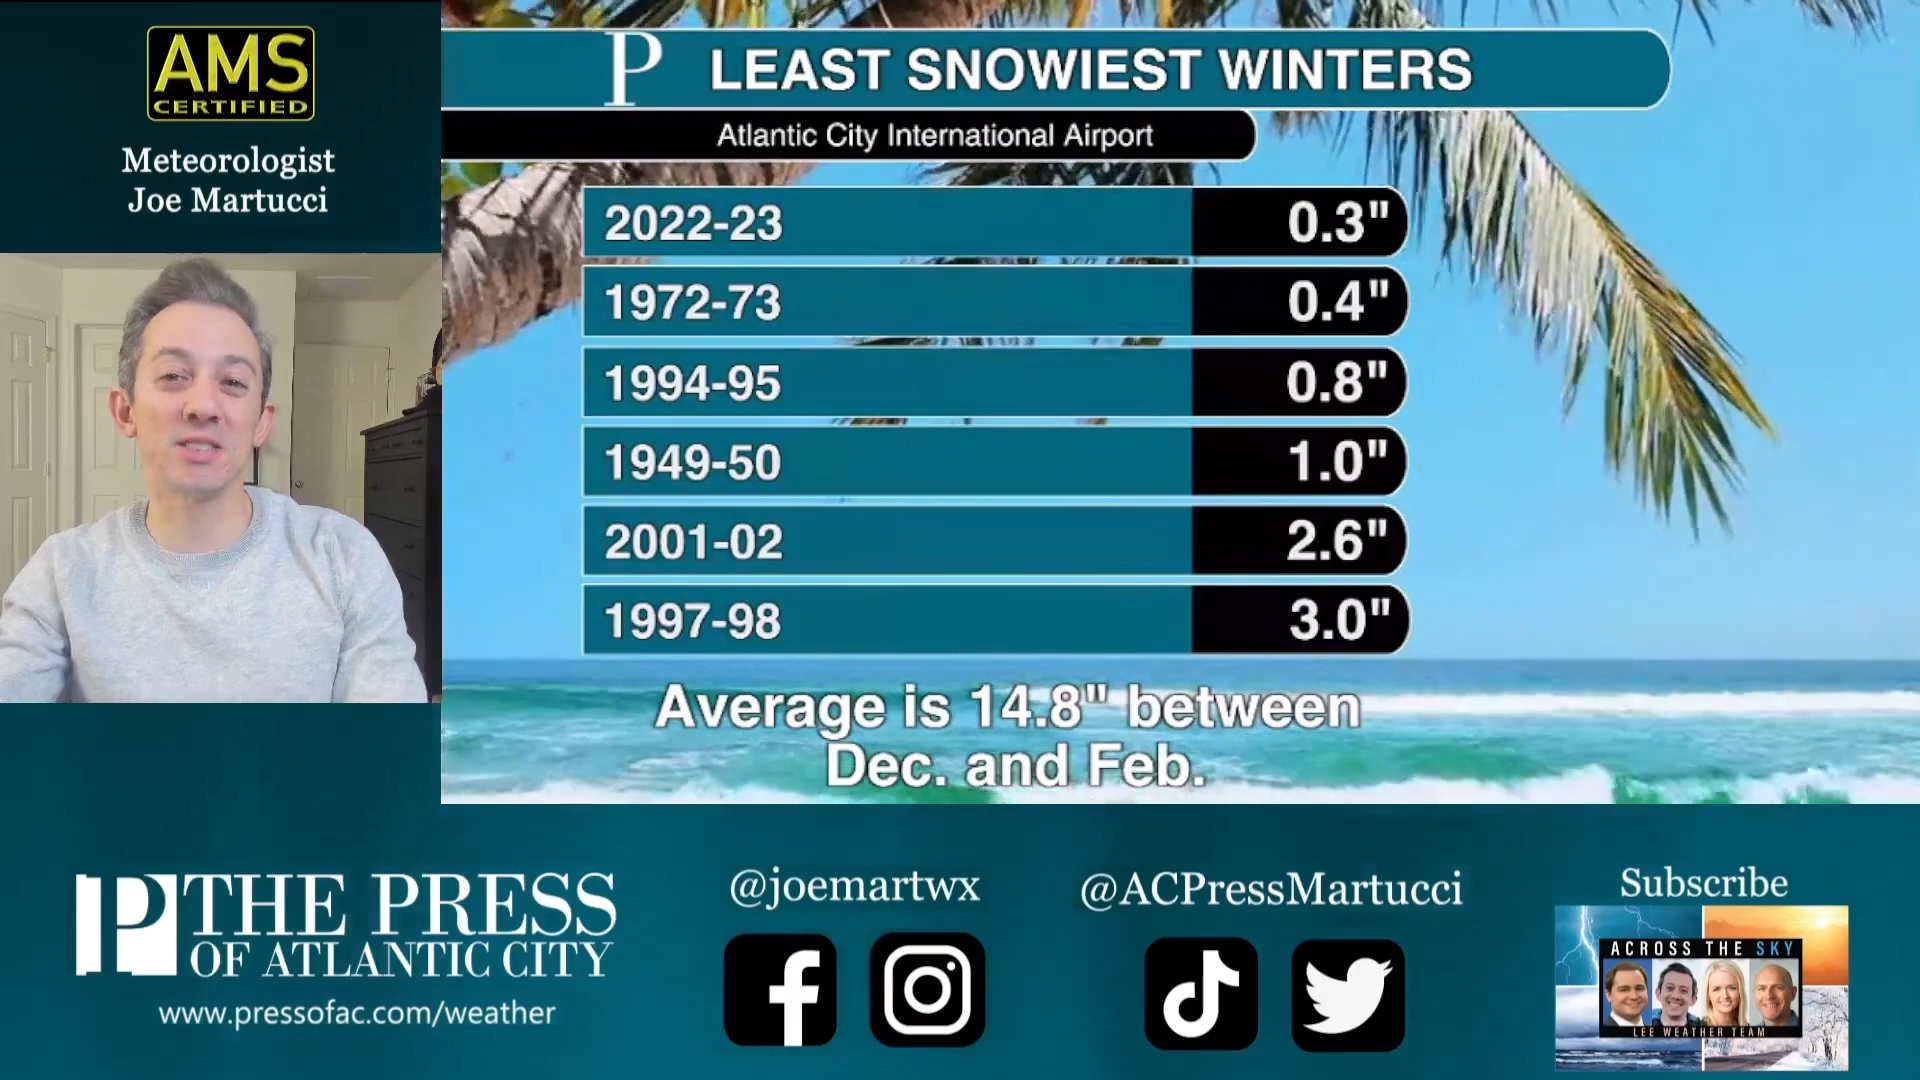 AMS
CERTIFIED
Meteorologist
Joe Martucci
P LEAST SNOWIEST WINTERS
Atlantic City International Airport
2022-23 0.3"
1972-73 0.4"
1994-95 0.8"
1949-50 1.0"
2001-02 2.6"
1997-98 3.0"
Average is 14.8" between
Dec. and Feb.
P THE PRESS
OF ATLANTIC CITY
www.pressofac.com/weather
@joemartwx
@ACPressMartucci
Subscribe
ACROSS THE SKY
LEE WEATHER TEAM